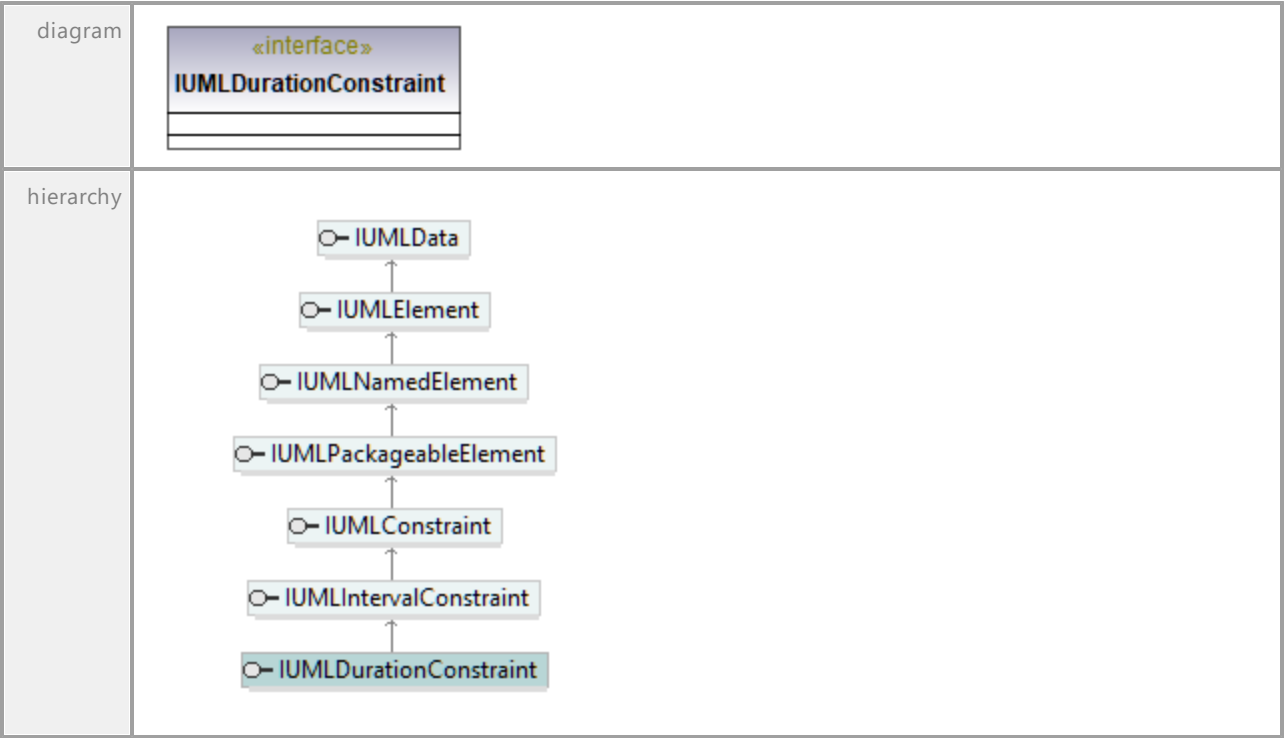 diagram
«interface»
IUMLDurationConstraint
hierarchy
IUMLData
IUMLElement
IUMLNamedElement
IUMLPackageableElement
IUMLConstraint
IUMLIntervalConstraint
IUMLDurationConstraint